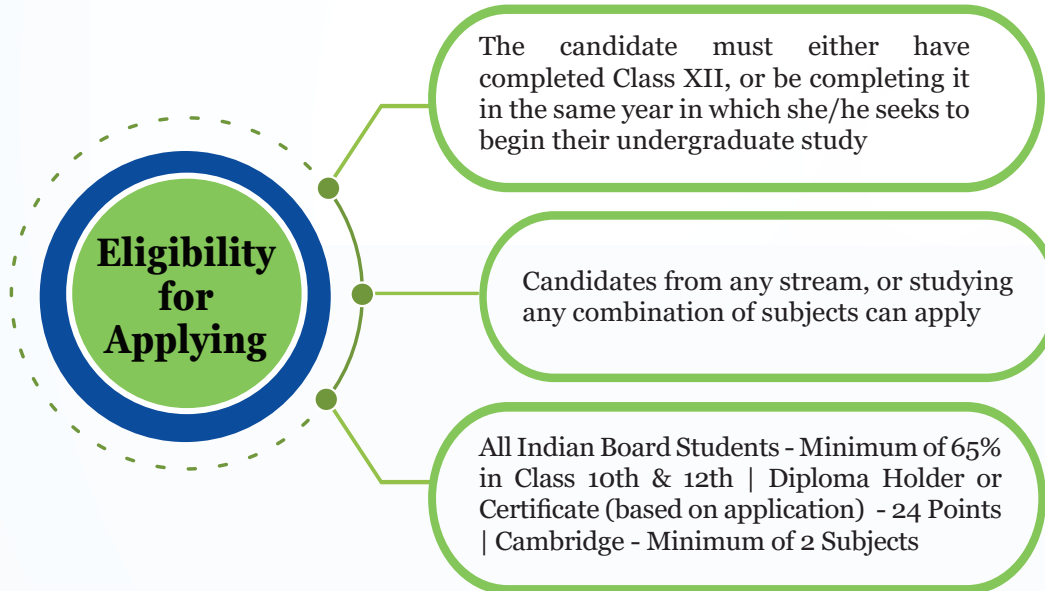 Eligibility
for
Applying
The candidate must either have
completed Class XII, or be completing it
in the same year in which she/he seeks to
begin their undergraduate study
Candidates from any stream, or studying
any combination of subjects can apply
All Indian Board Students - Minimum of 65%
in Class 10th & 12th | Diploma Holder or
Certificate (based on application) - 24 Points
| Cambridge - Minimum of 2 Subjects